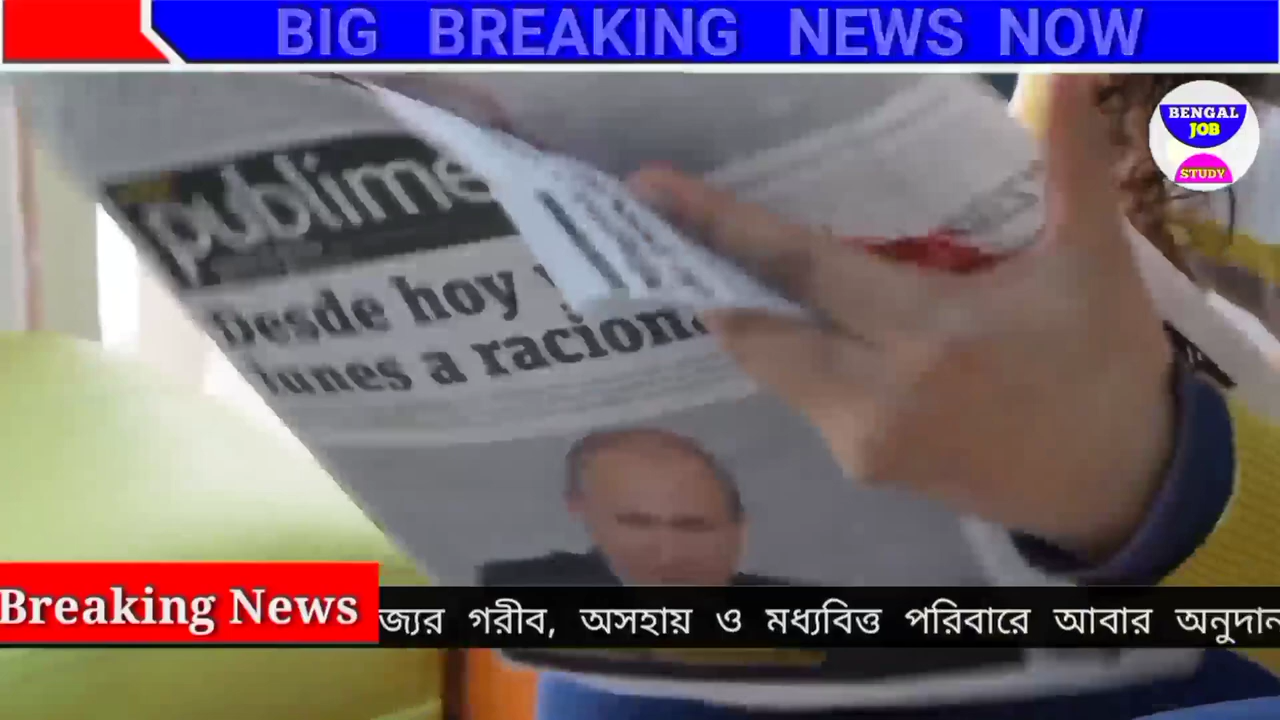 BIG BREAKING NEWS NOW
BENGAL
JOB
STUDY
publime
Desde hoy
lunes a raciona
Breaking News
জ্যর গরীব, অসহায় ও মধ্যবিত্ত পরিবারে আবার অনুদান